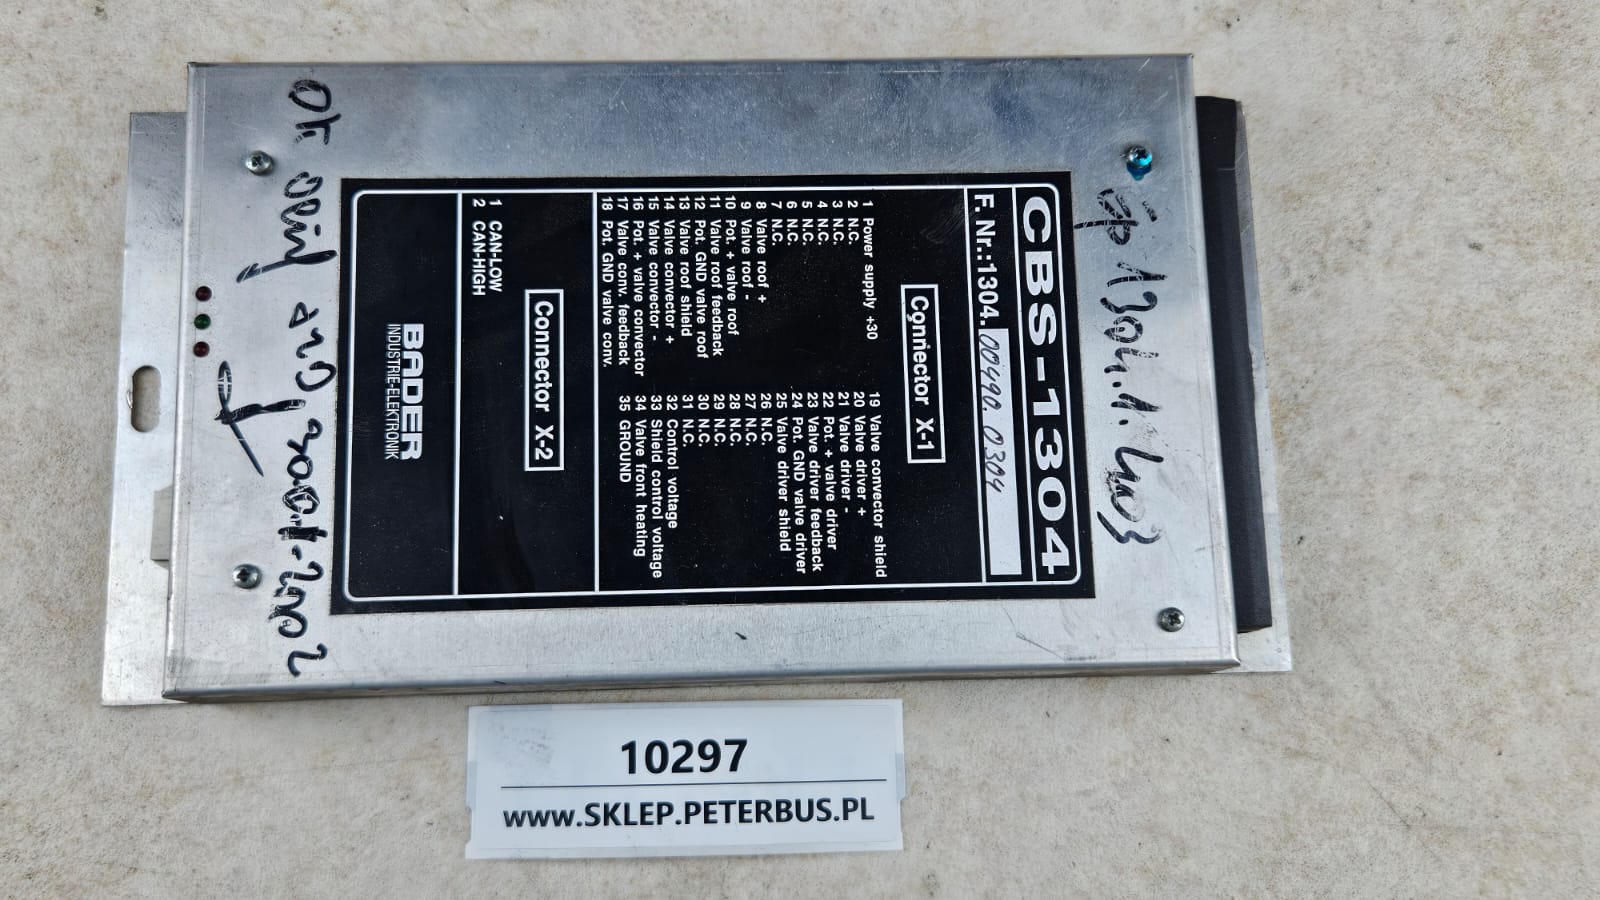 CBS-1304
F. Nr.:1304. 00490. 0304
Connector X-1
1 Power supply +30
2 N.C.
3 N.C.
4 N.C.
5 N.C.
6 N.C.
7 N.C.
8 Valve roof +
9 Valve roof -
10 Pot. + valve roof
11 Valve roof feedback
12 Pot. GND valve roof
13 Valve roof shield
14 Valve convector +
15 Valve convector -
16 Pot. + valve convector
17 Valve conv. feedback
18 Pot. GND valve conv.
19 Valve convector shield
20 Valve driver +
21 Valve driver -
22 Pot. + valve driver
23 Valve driver feedback
24 Pot. GND valve driver
25 Valve driver shield
26 N.C.
27 N.C.
28 N.C.
29 N.C.
30 N.C.
31 N.C.
32 Control voltage
33 Shield control voltage
34 Valve front heating
35 GROUND
Connector X-2
1 CAN-LOW
2 CAN-HIGH
BADER
INDUSTRIE-ELEKTRONIK
10297
www.SKLEP.PETERBUS.PL